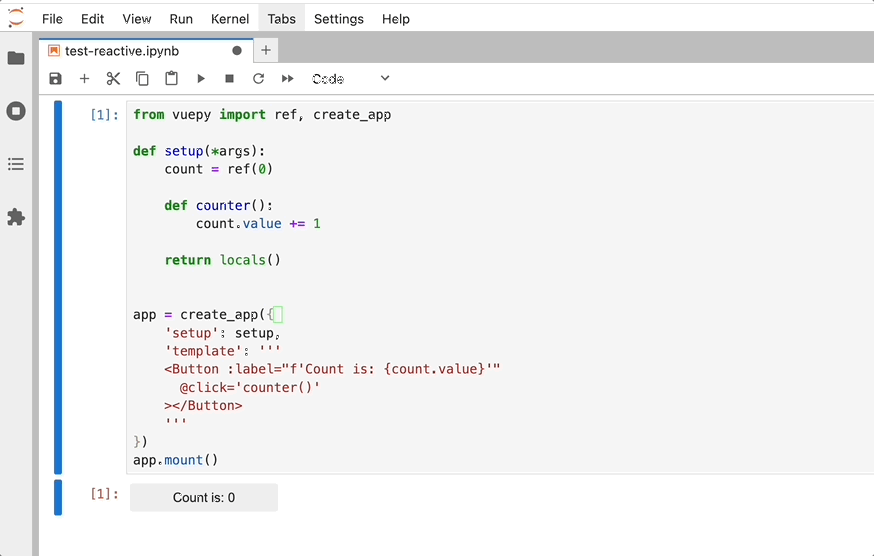 File Edit View Run Kernel Tabs Settings Help
test-reactive.ipynb
Code
[1]: from vuepy import ref, create_app
def setup(*args):
count = ref(0)
def counter():
count.value += 1
return locals()
app = create_app({
'setup': setup,
'template': '''
<Button :label="f'Count is: {count.value}'"
@click='counter()'
></Button>
'''
})
app.mount()
[1]: Count is: 0